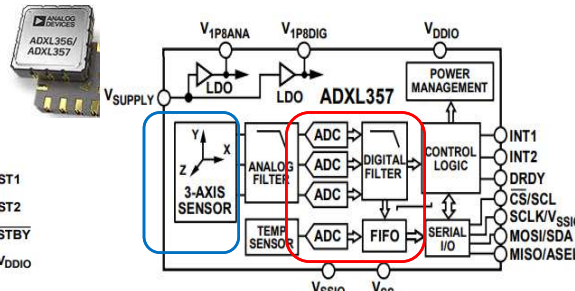 ANALOG
DEVICES
ADXL356/
ADXL357
V1P8ANA
V1P8DIG
VDDIO
VSUPPLY
LDO
LDO
ADXL357
POWER
MANAGEMENT
Y
X
Z
3-AXIS
SENSOR
ANALOG
FILTER
ADC
ADC
ADC
DIGITAL
FILTER
CONTROL
LOGIC
INT1
INT2
DRDY
CS/SCL
SCLK/VSSIO
MOSI/SDA
MISO/ASEL
TEMP
SENSOR
ADC
FIFO
SERIAL
I/O
ST1
ST2
STBY
VDDIO
VSSIO